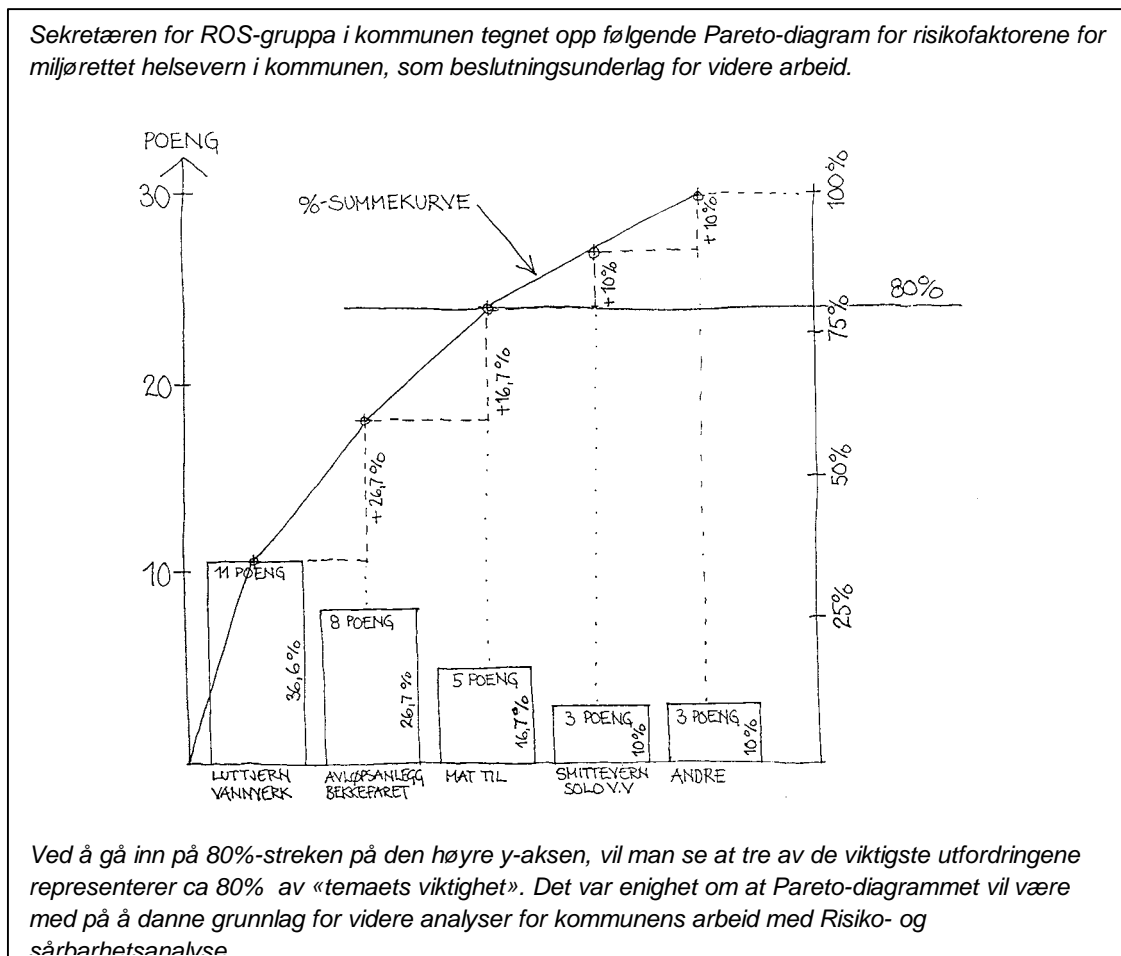 Sekretæren for ROS-gruppa i kommunen tegnet opp følgende Pareto-diagram for risikofaktorene for
miljørettet helsevern i kommunen, som beslutningsunderlag for videre arbeid.
POENG
30
20
10
%-SUMMEKURVE
100%
80%
75%
50%
25%
+10%
+10%
+16,7%
+26,7%
11 POENG
36,6%
8 POENG
26,7%
5 POENG
16,7%
3 POENG
10%
3 POENG
10%
LUTTJERN
VANNVERK
AVLØPSANLEGG
BEKKEFARET
MAT TIL
SMITTEVERN
SOLO V.V
ANDRE
Ved å gå inn på 80%-streken på den høyre y-aksen, vil man se at tre av de viktigste utfordringene
representerer ca 80% av «temaets viktighet». Det var enighet om at Pareto-diagrammet vil være
med på å danne grunnlag for videre analyser for kommunens arbeid med Risiko- og
sårbarhetsanalyse